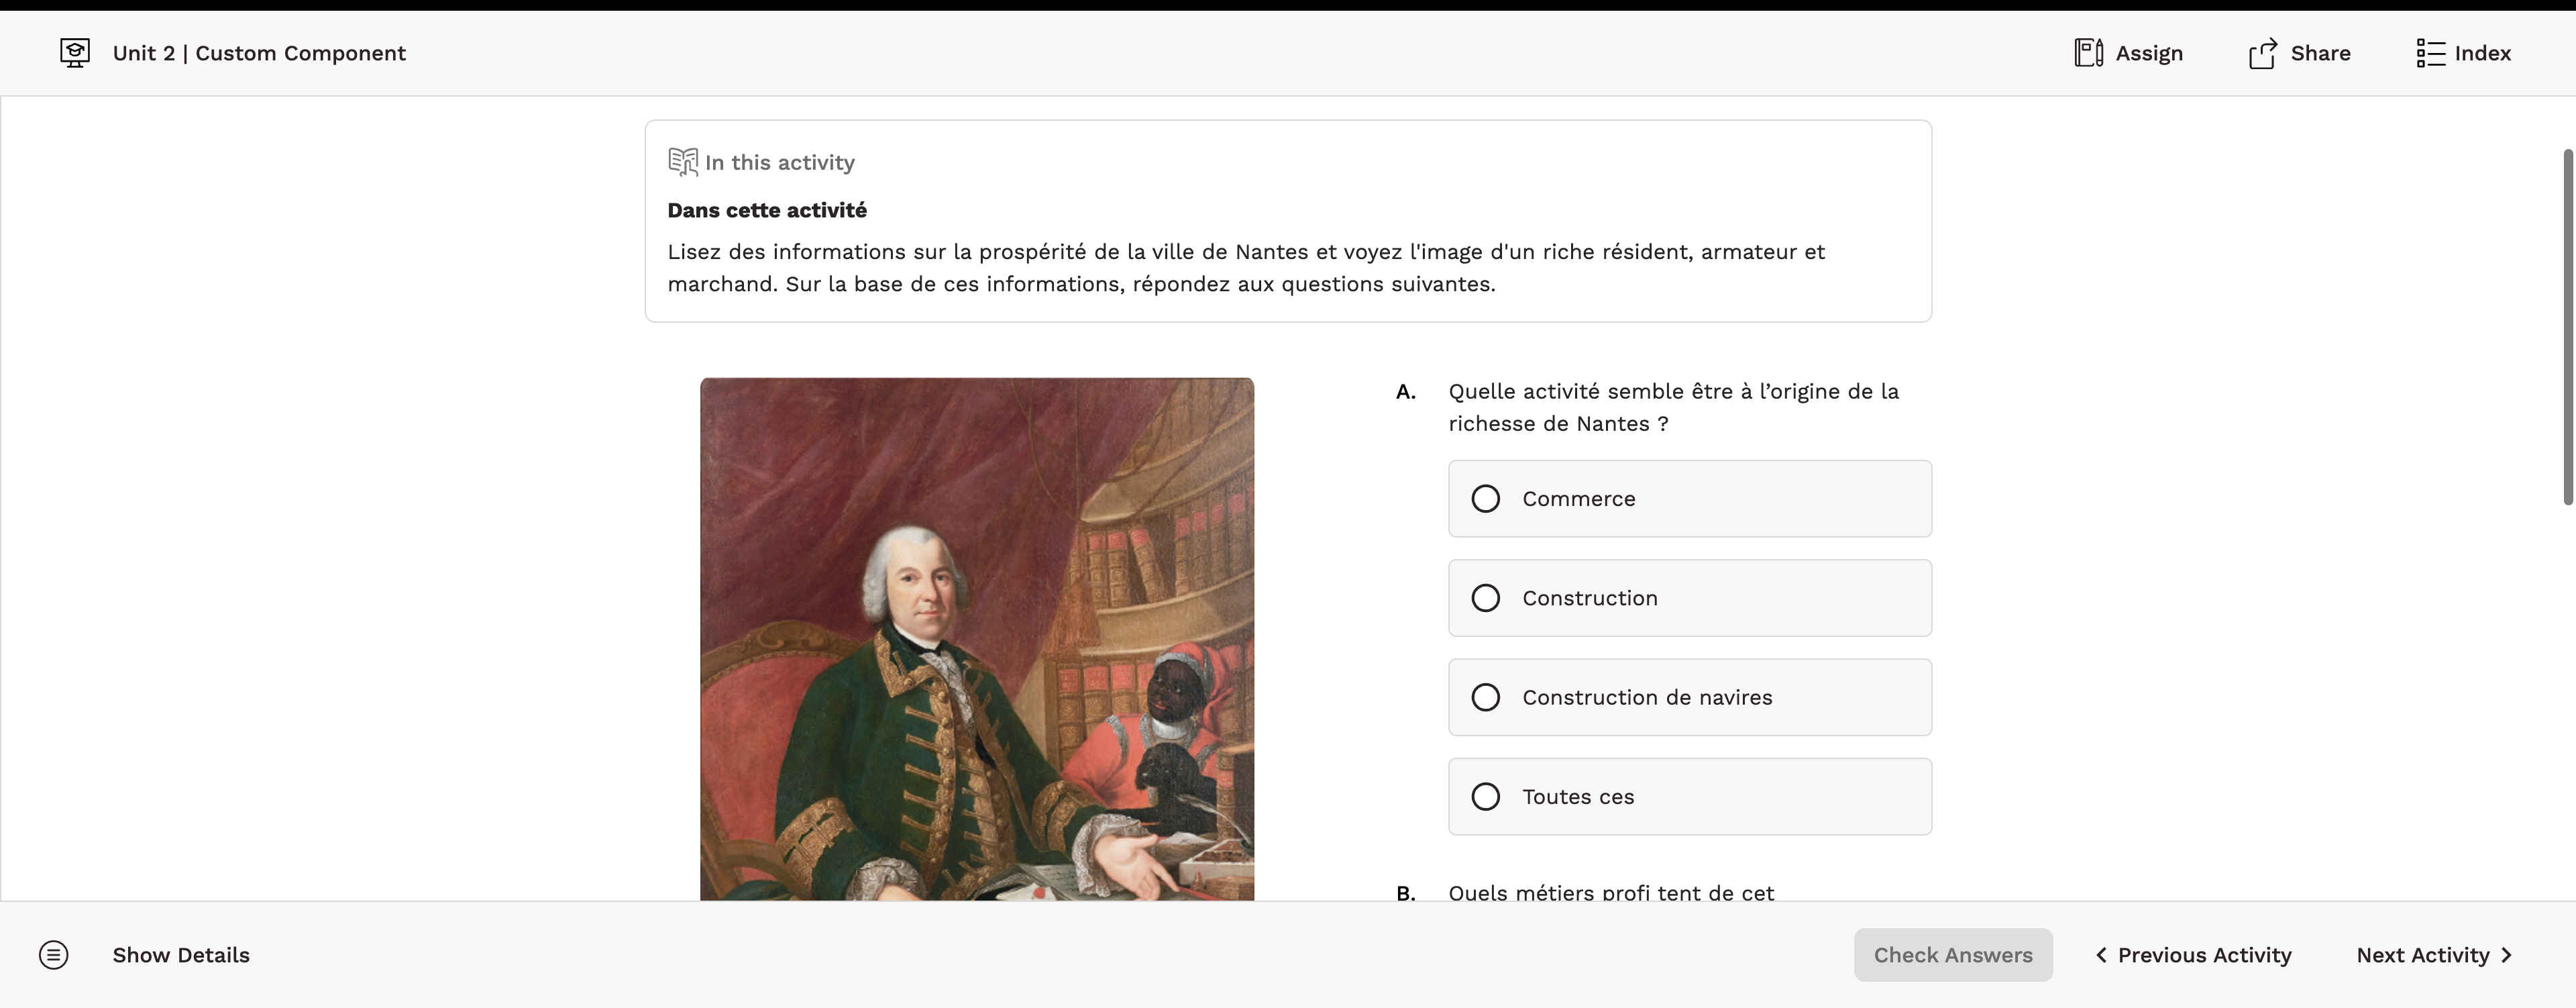 Unit 2 | Custom Component
Assign
Share
Index
In this activity
Dans cette activité
Lisez des informations sur la prospérité de la ville de Nantes et voyez l'image d'un riche résident, armateur et
marchand. Sur la base de ces informations, répondez aux questions suivantes.
A. Quelle activité semble être à l’origine de la
richesse de Nantes ?
Commerce
Construction
Construction de navires
Toutes ces
B. Quels métiers profi tent de cet
Show Details
Check Answers
Previous Activity
Next Activity